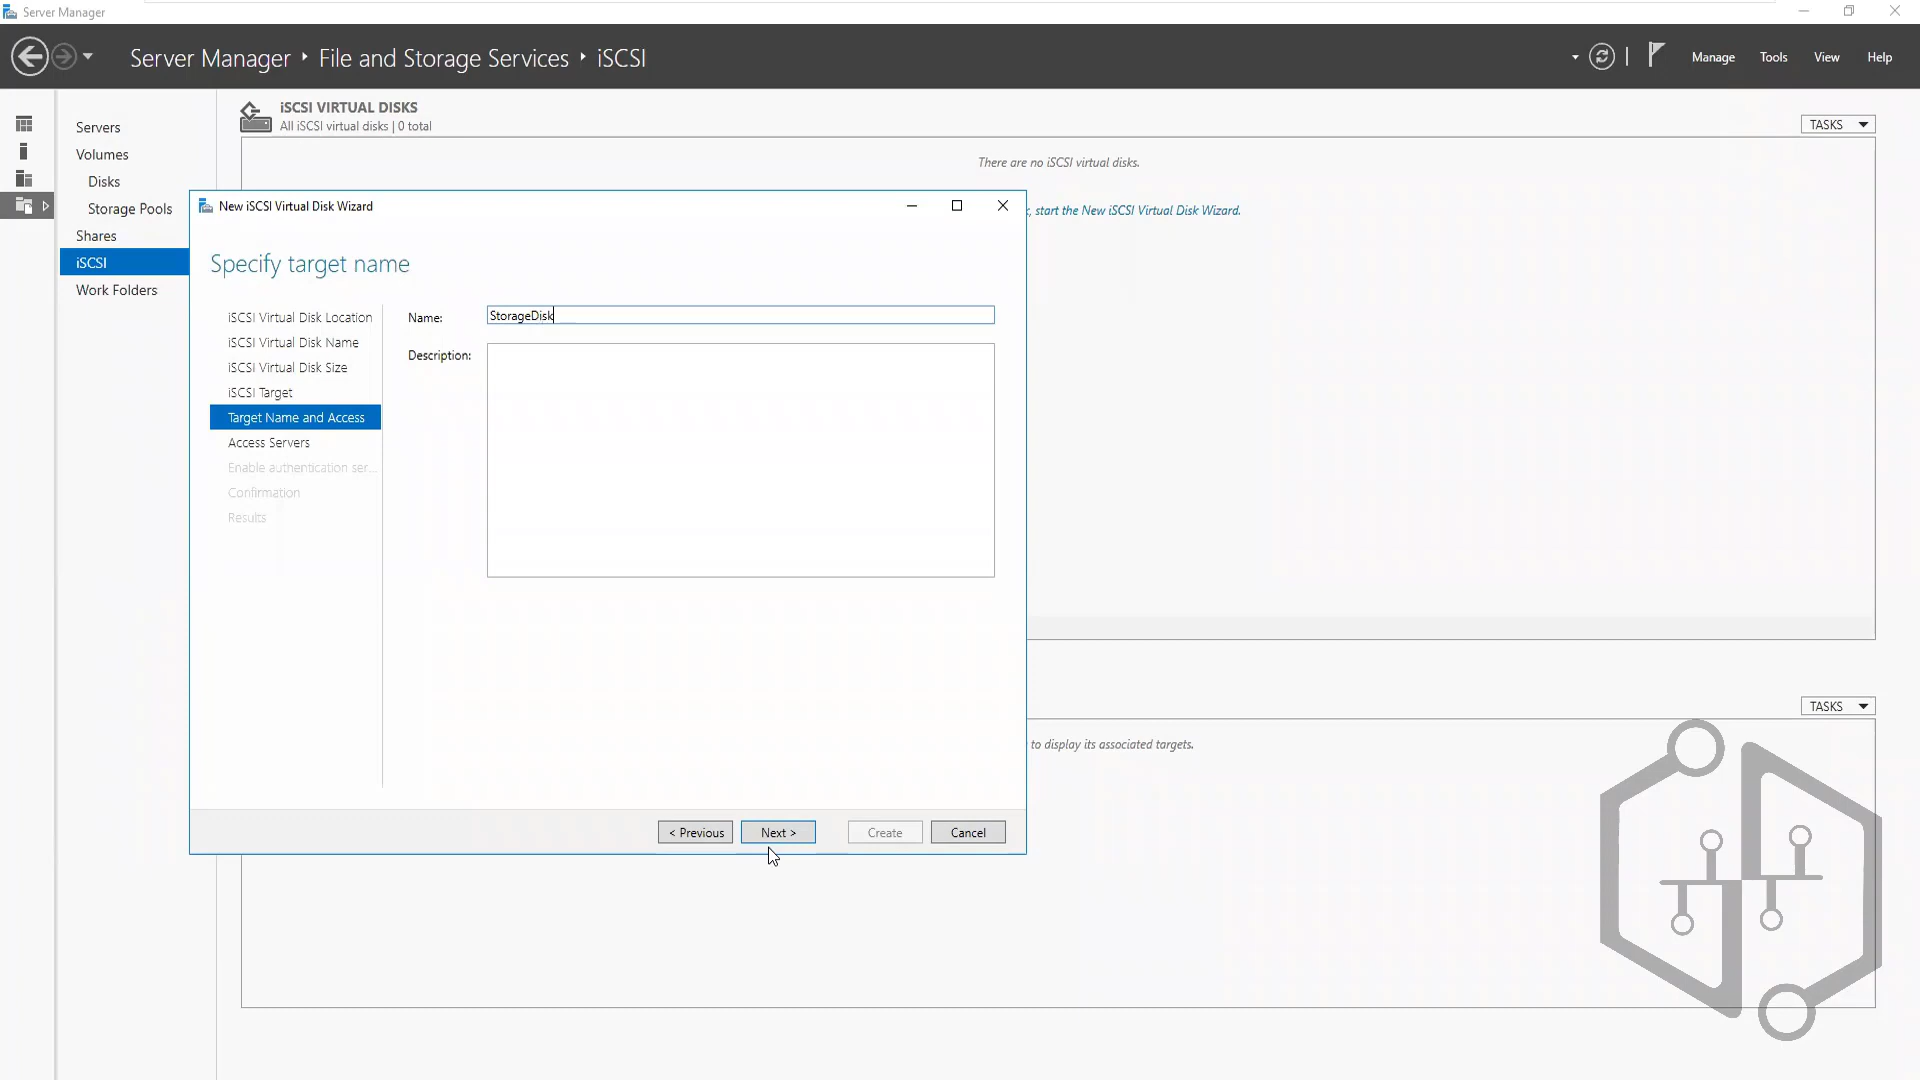 Server Manager
Server Manager ‣ File and Storage Services ‣ iSCSI
Manage
Tools
View
Help
Servers
Volumes
Disks
Storage Pools
Shares
iSCSI
Work Folders
iSCSI VIRTUAL DISKS
All iSCSI virtual disks | 0 total
TASKS
There are no iSCSI virtual disks.
, start the New iSCSI Virtual Disk Wizard.
New iSCSI Virtual Disk Wizard
Specify target name
iSCSI Virtual Disk Location
iSCSI Virtual Disk Name
iSCSI Virtual Disk Size
iSCSI Target
Target Name and Access
Access Servers
Enable authentication ser...
Confirmation
Results
Name:
StorageDisk
Description:
< Previous
Next >
Create
Cancel
TASKS
to display its associated targets.